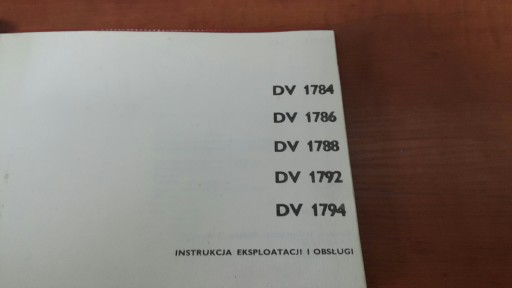 DV 1784
DV 1786
DV 1788
DV 1792
DV 1794
INSTRUKCJA EKSPLOATACJI I OBSŁUGI